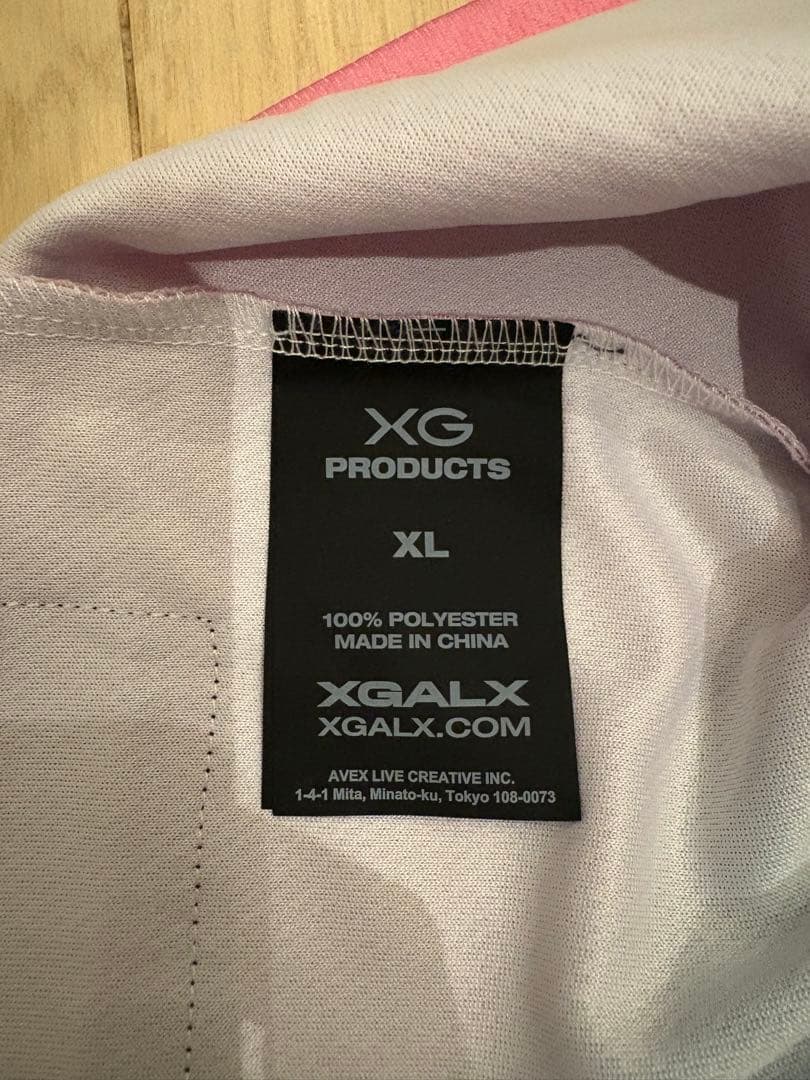 XG
PRODUCTS
XL
100% POLYESTER
MADE IN CHINA
XGALX
XGALX.COM
AVEX LIVE CREATIVE INC.
1-4-1 Mita, Minato-ku, Tokyo 108-0073